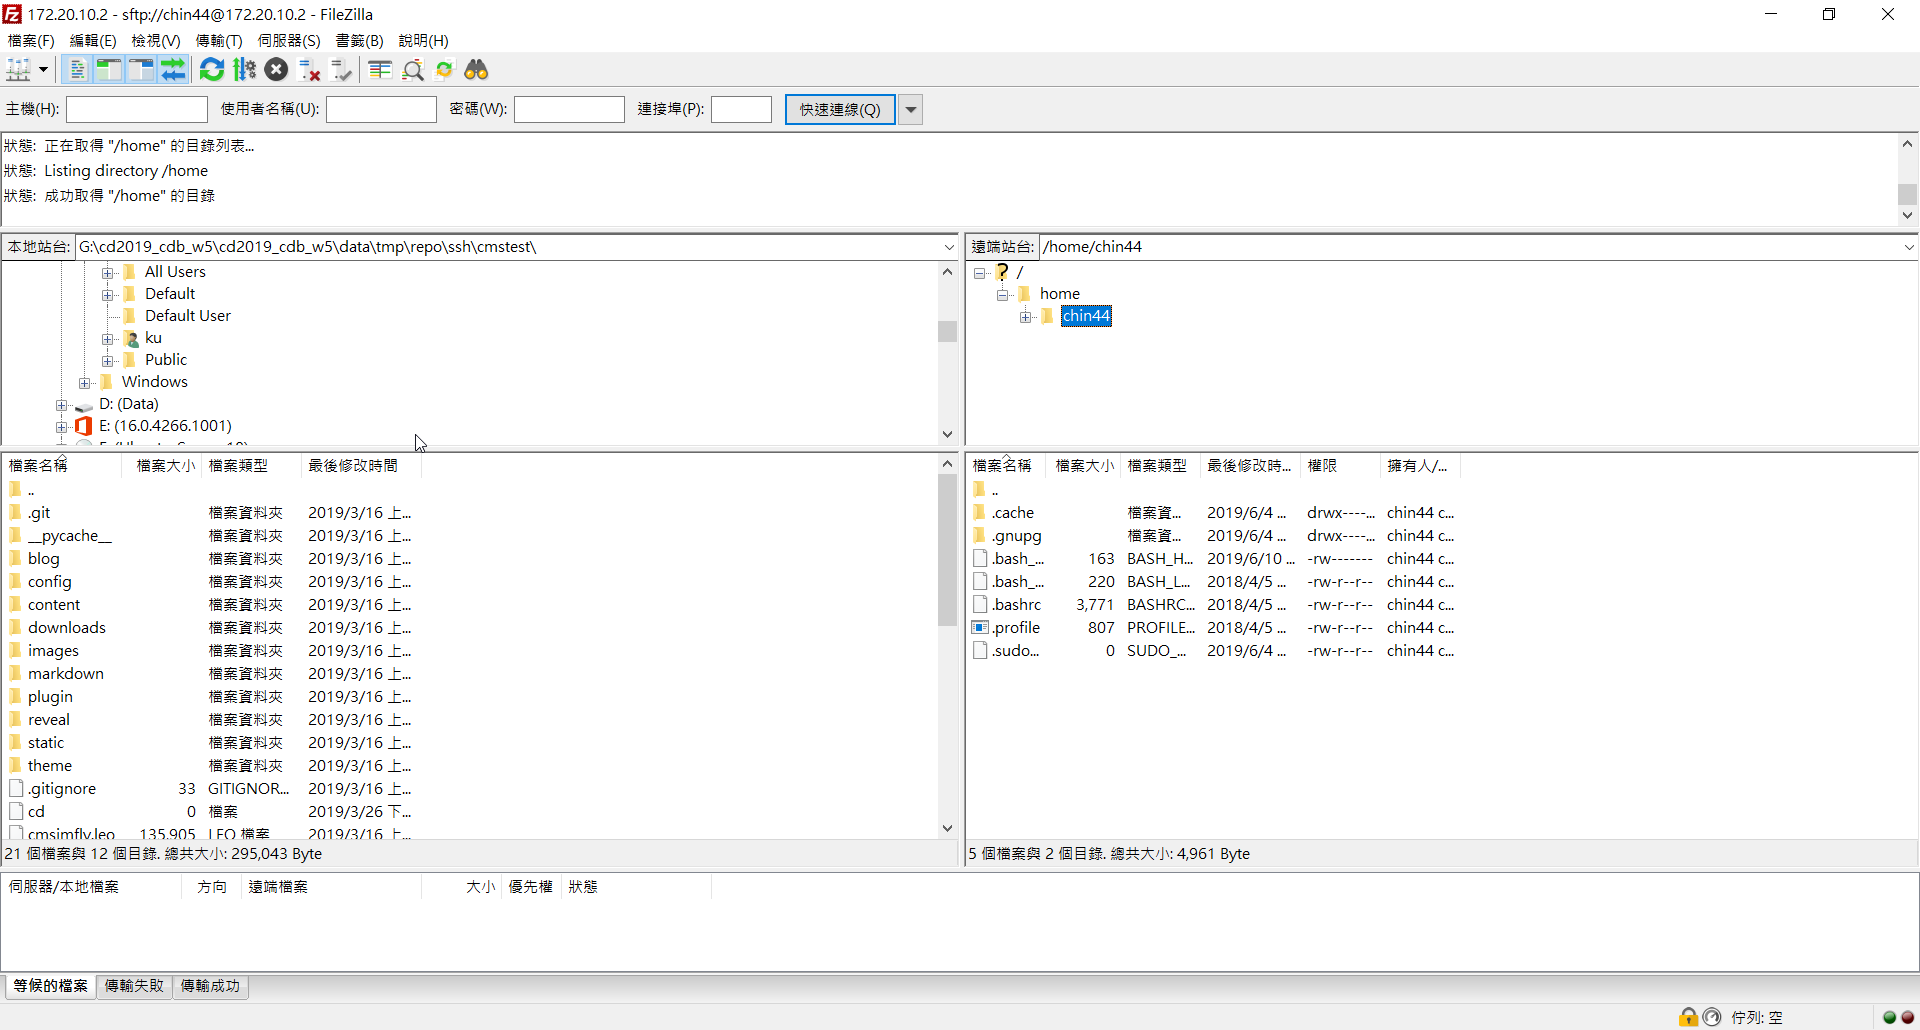 172.20.10.2 - sftp://chin44@172.20.10.2 - FileZilla
檔案(F) 編輯(E) 檢視(V) 傳輸(T) 伺服器(S) 書籤(B) 說明(H)
主機(H): 使用者名稱(U): 密碼(W): 連接埠(P): 快速連線(Q)
狀態: 正在取得 "/home" 的目錄列表...
狀態: Listing directory /home
狀態: 成功取得 "/home" 的目錄
本地站台: G:\cd2019_cdb_w5\cd2019_cdb_w5\data\tmp\repo\ssh\cmstest\
All Users
Default
Default User
ku
Public
Windows
D: (Data)
E: (16.0.4266.1001)
遠端站台: /home/chin44
/
home
chin44
檔案名稱 檔案大小 檔案類型 最後修改時間
..
.git 檔案資料夾 2019/3/16 上...
__pycache__ 檔案資料夾 2019/3/16 上...
blog 檔案資料夾 2019/3/16 上...
config 檔案資料夾 2019/3/16 上...
content 檔案資料夾 2019/3/16 上...
downloads 檔案資料夾 2019/3/16 上...
images 檔案資料夾 2019/3/16 上...
markdown 檔案資料夾 2019/3/16 上...
plugin 檔案資料夾 2019/3/16 上...
reveal 檔案資料夾 2019/3/16 上...
static 檔案資料夾 2019/3/16 上...
theme 檔案資料夾 2019/3/16 上...
.gitignore 33 GITIGNOR... 2019/3/16 上...
cd 0 檔案 2019/3/26 下...
cmsimfly.leo 135,905 LEO 檔案 2019/3/16 上...
21 個檔案與 12 個目錄. 總共大小: 295,043 Byte
檔案名稱 檔案大小 檔案類型 最後修改時... 權限 擁有人/...
..
.cache 檔案資... 2019/6/4 ... drwx----... chin44 c...
.gnupg 檔案資... 2019/6/4 ... drwx----... chin44 c...
.bash_... 163 BASH_H... 2019/6/10 ... -rw------- chin44 c...
.bash_... 220 BASH_L... 2018/4/5 ... -rw-r--r-- chin44 c...
.bashrc 3,771 BASHRC... 2018/4/5 ... -rw-r--r-- chin44 c...
.profile 807 PROFILE... 2018/4/5 ... -rw-r--r-- chin44 c...
.sudo... 0 SUDO_... 2019/6/4 ... -rw-r--r-- chin44 c...
5 個檔案與 2 個目錄. 總共大小: 4,961 Byte
伺服器/本地檔案 方向 遠端檔案 大小 優先權 狀態
等候的檔案 傳輸失敗 傳輸成功
佇列: 空